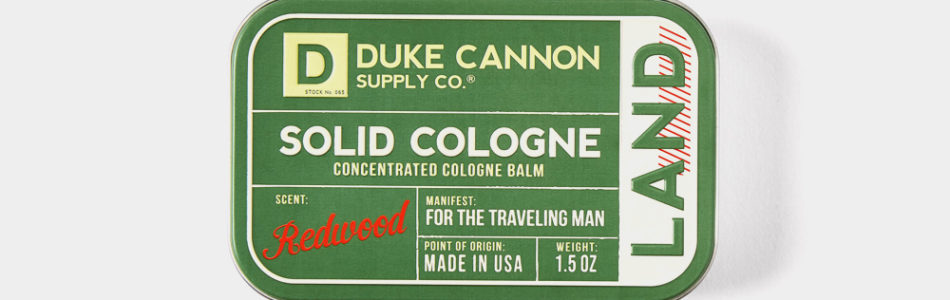 D
STOCK No. 065
DUKE CANNON
SUPPLY CO.®
SOLID COLOGNE
CONCENTRATED COLOGNE BALM
SCENT:
Redwood
MANIFEST:
FOR THE TRAVELING MAN
POINT OF ORIGIN:
MADE IN USA
WEIGHT:
1.5 OZ
LAND